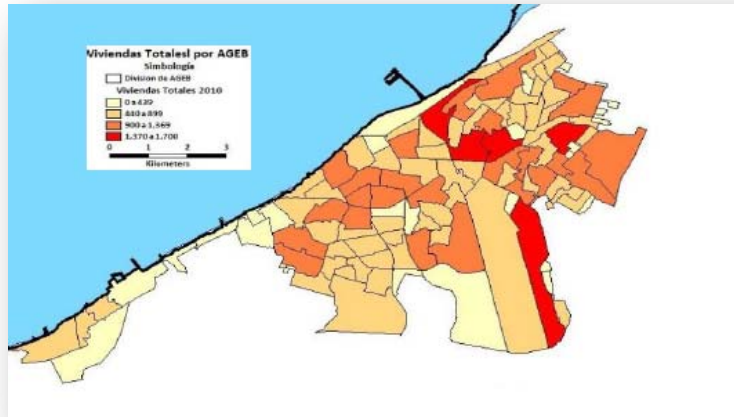 Viviendas Totalesl por AGEB
Simbología
Division de AGEB
Viviendas Totales 2010
0 a 439
440 a 899
900 a 1,369
1,370 a 1,700
0 1 2 3
Kilometers